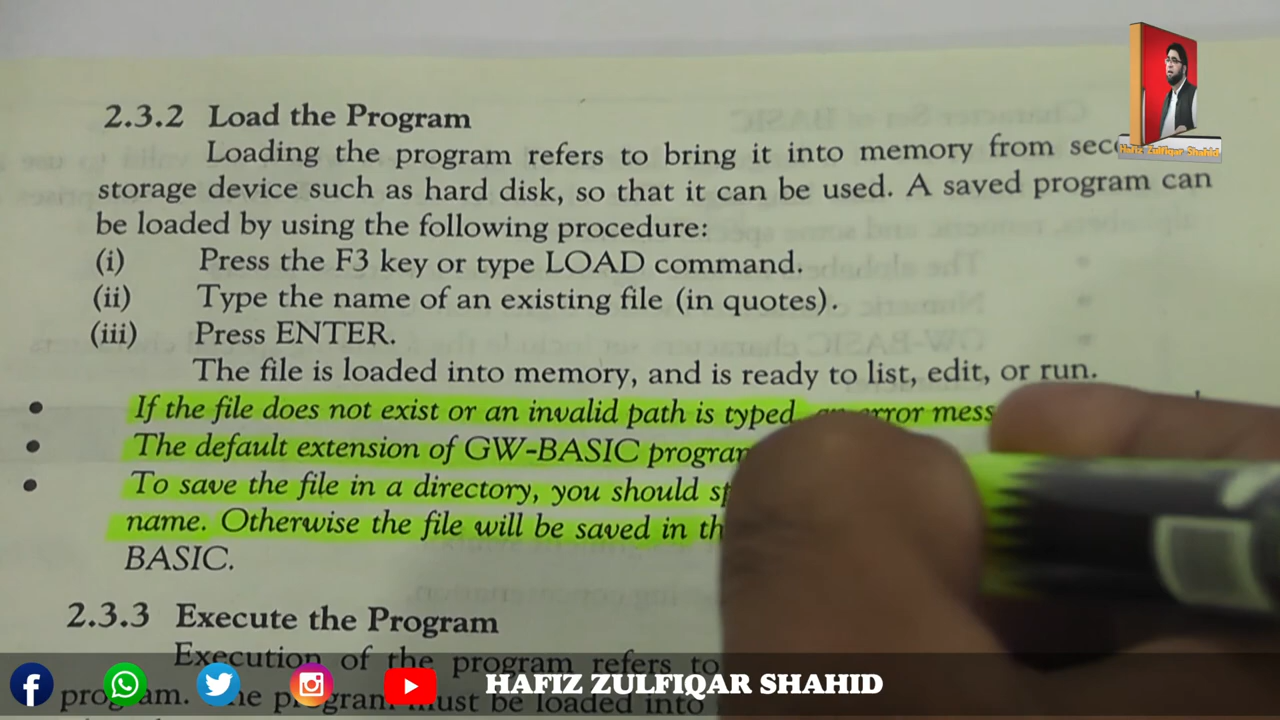 2.3.2 Load the Program
Loading the program refers to bring it into memory from
storage device such as hard disk, so that it can be used. A saved program can
be loaded by using the following procedure:
(i) Press the F3 key or type LOAD command.
(ii) Type the name of an existing file (in quotes).
(iii) Press ENTER.
The file is loaded into memory, and is ready to list, edit, or run.
• If the file does not exist or an invalid path is typed, an error
• The default extension of GW-BASIC
• To save the file in a directory, you should
name. Otherwise the file will be saved in
BASIC.
2.3.3 Execute the Program
Execution of the program refers to
program. The program must be loaded into
Hafiz Zulfiqar Shahid
HAFIZ ZULFIQAR SHAHID